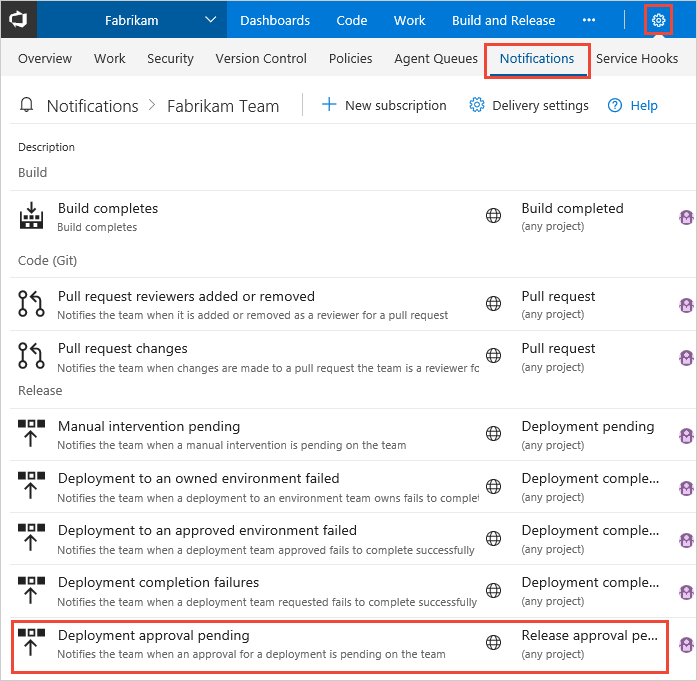 Fabrikam Dashboards Code Work Build and Release ...
Overview Work Security Version Control Policies Agent Queues Notifications Service Hooks
Notifications > Fabrikam Team + New subscription Delivery settings ? Help
Description
Build
Build completes Build completed
Build completes (any project)
Code (Git)
Pull request reviewers added or removed Pull request
Notifies the team when it is added or removed as a reviewer for a pull request (any project)
Pull request changes Pull request
Notifies the team when changes are made to a pull request the team is a reviewer fo (any project)
Release
Manual intervention pending Deployment pending
Notifies the team when a manual intervention is pending on the team (any project)
Deployment to an owned environment failed Deployment comple...
Notifies the team when a deployment to an environment team owns fails to complet (any project)
Deployment to an approved environment failed Deployment comple...
Notifies the team when a deployment team approved fails to complete successfully (any project)
Deployment completion failures Deployment comple...
Notifies the team when a deployment team requested fails to complete successfully (any project)
Deployment approval pending Release approval pe...
Notifies the team when an approval for a deployment is pending on the team (any project)